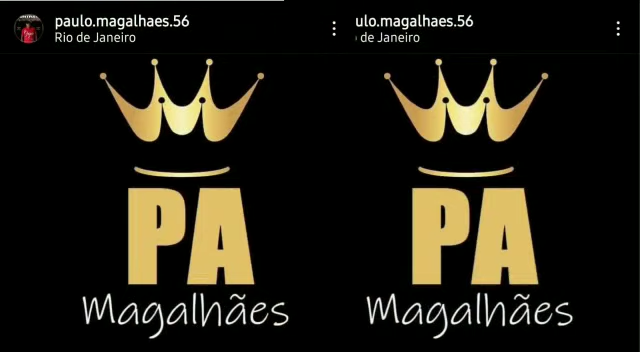 paulo.magalhaes.56
Rio de Janeiro
ulo.magalhaes.56
de Janeiro
PA
Magalhães
PA
Magalhães